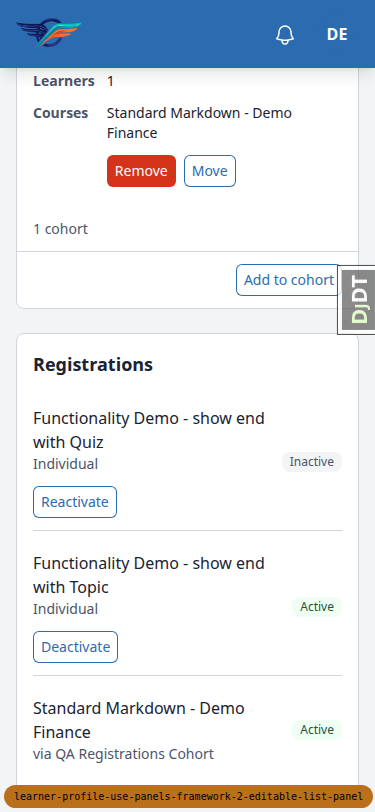 DE
Learners 1
Courses Standard Markdown - Demo
Finance
Remove Move
1 cohort
Add to cohort
DJDT
Registrations
Functionality Demo - show end
with Quiz
Individual
Inactive
Reactivate
Functionality Demo - show end
with Topic
Individual
Active
Deactivate
Standard Markdown - Demo
Finance
Active
via QA Registrations Cohort
learner-profile-use-panels-framework-2-editable-list-panel